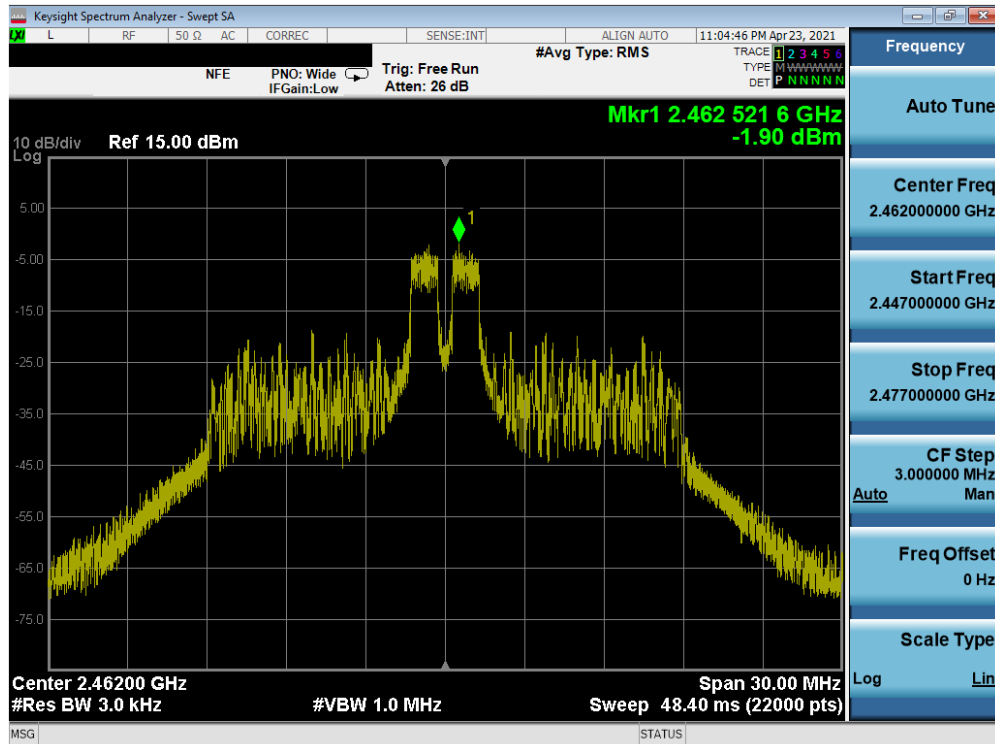 Keysight Spectrum Analyzer - Swept SA
LXI L RF 50 Ω AC CORREC SENSE:INT ALIGN AUTO 11:04:46 PM Apr 23, 2021
NFE
PNO: Wide
IFGain:Low
Trig: Free Run
Atten: 26 dB
#Avg Type: RMS
TRACE 1 2 3 4 5 6
TYPE M W W W W W
DET P N N N N N
Mkr1 2.462 521 6 GHz
-1.90 dBm
10 dB/div Ref 15.00 dBm
Log
1
5.00
-5.00
-15.0
-25.0
-35.0
-45.0
-55.0
-65.0
-75.0
Center 2.46200 GHz Span 30.00 MHz
#Res BW 3.0 kHz #VBW 1.0 MHz Sweep 48.40 ms (22000 pts)
MSG STATUS
Frequency
Auto Tune
Center Freq
2.462000000 GHz
Start Freq
2.447000000 GHz
Stop Freq
2.477000000 GHz
CF Step
3.000000 MHz
Auto Man
Freq Offset
0 Hz
Scale Type
Log Lin